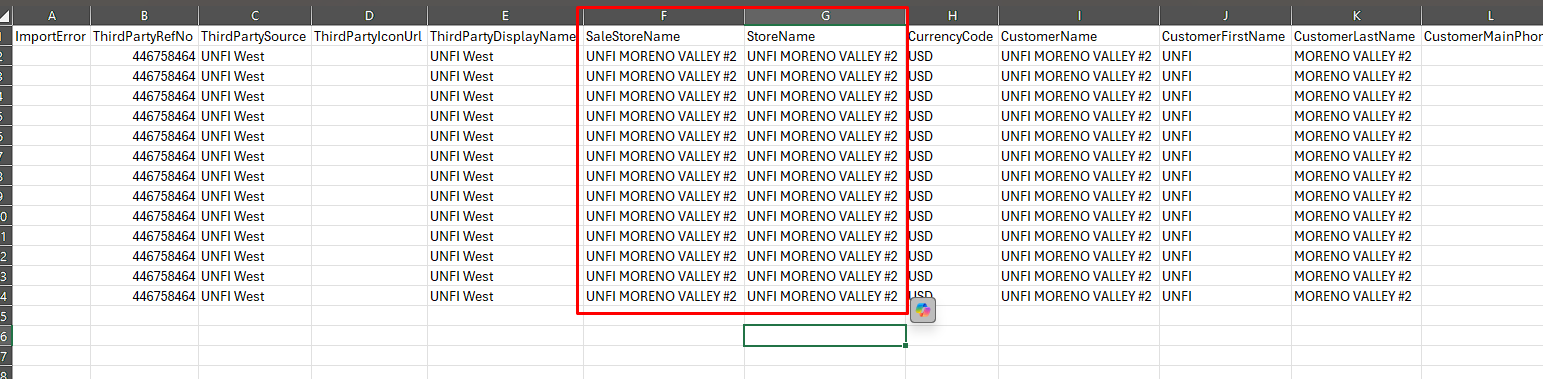 A B C D E F G H I J K L
1 ImportError ThirdPartyRefNo ThirdPartySource ThirdPartyIconUrl ThirdPartyDisplayName SaleStoreName StoreName CurrencyCode CustomerName CustomerFirstName CustomerLastName CustomerMainPhon
2 446758464 UNFI West UNFI West UNFI MORENO VALLEY #2 UNFI MORENO VALLEY #2 USD UNFI MORENO VALLEY #2 UNFI MORENO VALLEY #2
3 446758464 UNFI West UNFI West UNFI MORENO VALLEY #2 UNFI MORENO VALLEY #2 USD UNFI MORENO VALLEY #2 UNFI MORENO VALLEY #2
4 446758464 UNFI West UNFI West UNFI MORENO VALLEY #2 UNFI MORENO VALLEY #2 USD UNFI MORENO VALLEY #2 UNFI MORENO VALLEY #2
5 446758464 UNFI West UNFI West UNFI MORENO VALLEY #2 UNFI MORENO VALLEY #2 USD UNFI MORENO VALLEY #2 UNFI MORENO VALLEY #2
6 446758464 UNFI West UNFI West UNFI MORENO VALLEY #2 UNFI MORENO VALLEY #2 USD UNFI MORENO VALLEY #2 UNFI MORENO VALLEY #2
7 446758464 UNFI West UNFI West UNFI MORENO VALLEY #2 UNFI MORENO VALLEY #2 USD UNFI MORENO VALLEY #2 UNFI MORENO VALLEY #2
8 446758464 UNFI West UNFI West UNFI MORENO VALLEY #2 UNFI MORENO VALLEY #2 USD UNFI MORENO VALLEY #2 UNFI MORENO VALLEY #2
9 446758464 UNFI West UNFI West UNFI MORENO VALLEY #2 UNFI MORENO VALLEY #2 USD UNFI MORENO VALLEY #2 UNFI MORENO VALLEY #2
0 446758464 UNFI West UNFI West UNFI MORENO VALLEY #2 UNFI MORENO VALLEY #2 USD UNFI MORENO VALLEY #2 UNFI MORENO VALLEY #2
1 446758464 UNFI West UNFI West UNFI MORENO VALLEY #2 UNFI MORENO VALLEY #2 USD UNFI MORENO VALLEY #2 UNFI MORENO VALLEY #2
2 446758464 UNFI West UNFI West UNFI MORENO VALLEY #2 UNFI MORENO VALLEY #2 USD UNFI MORENO VALLEY #2 UNFI MORENO VALLEY #2
3 446758464 UNFI West UNFI West UNFI MORENO VALLEY #2 UNFI MORENO VALLEY #2 USD UNFI MORENO VALLEY #2 UNFI MORENO VALLEY #2
4 446758464 UNFI West UNFI West UNFI MORENO VALLEY #2 UNFI MORENO VALLEY #2 USD UNFI MORENO VALLEY #2 UNFI MORENO VALLEY #2
5
6
7
8